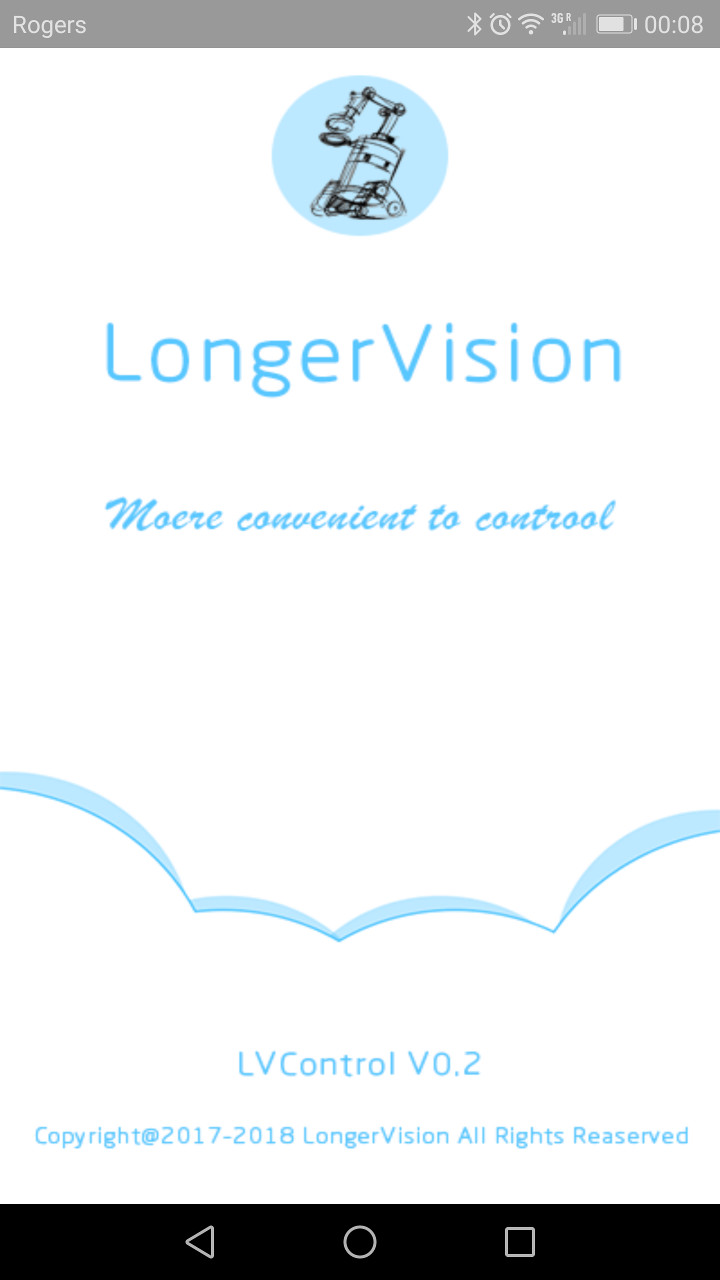 Rogers 3G R 00:08
LongerVision
Moere convenient to controol
LVControl V0.2
Copyright@2017-2018 LongerVision All Rights Reaserved